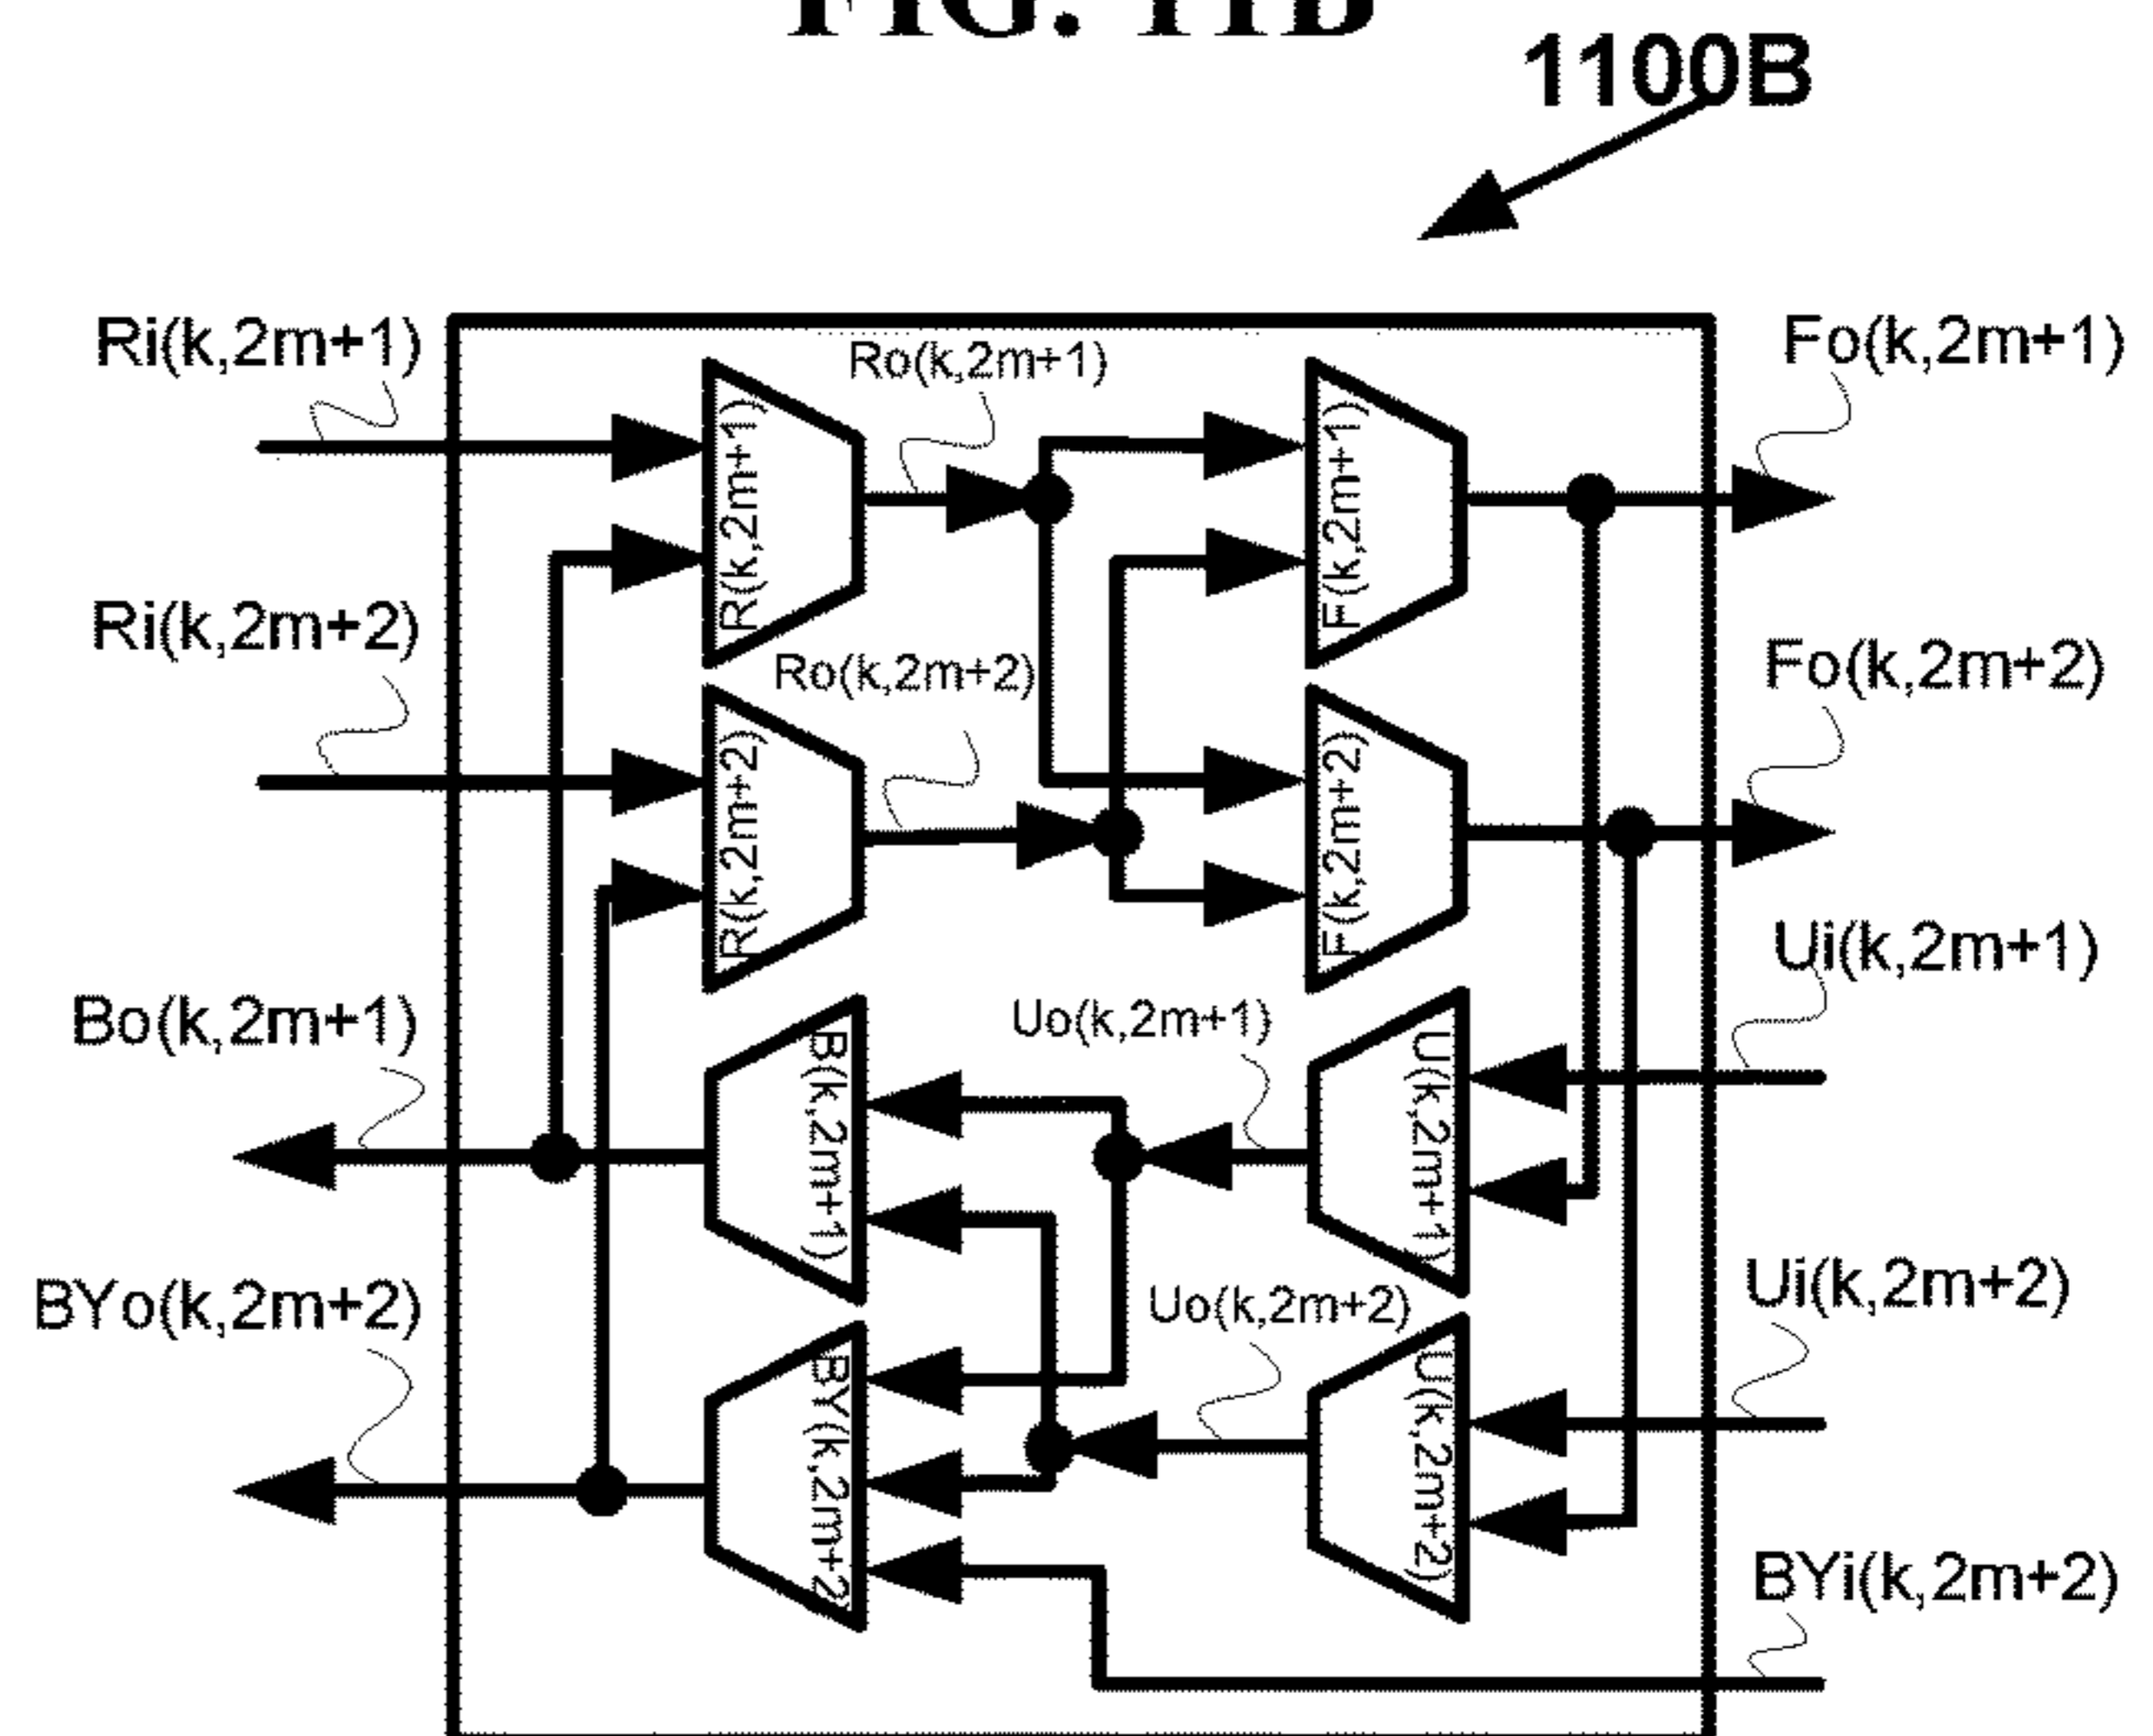 FIG. 11B
1100B
Ri(k,2m+1)
Ro(k,2m+1)
Fo(k,2m+1)
R(k,2m+1)
F(k,2m+1)
Ri(k,2m+2)
Ro(k,2m+2)
Fo(k,2m+2)
R(k,2m+2)
F(k,2m+2)
Ui(k,2m+1)
Bo(k,2m+1)
Uo(k,2m+1)
B(k,2m+1)
U(k,2m+1)
BYo(k,2m+2)
Uo(k,2m+2)
Ui(k,2m+2)
BY(k,2m+2)
U(k,2m+2)
BYi(k,2m+2)